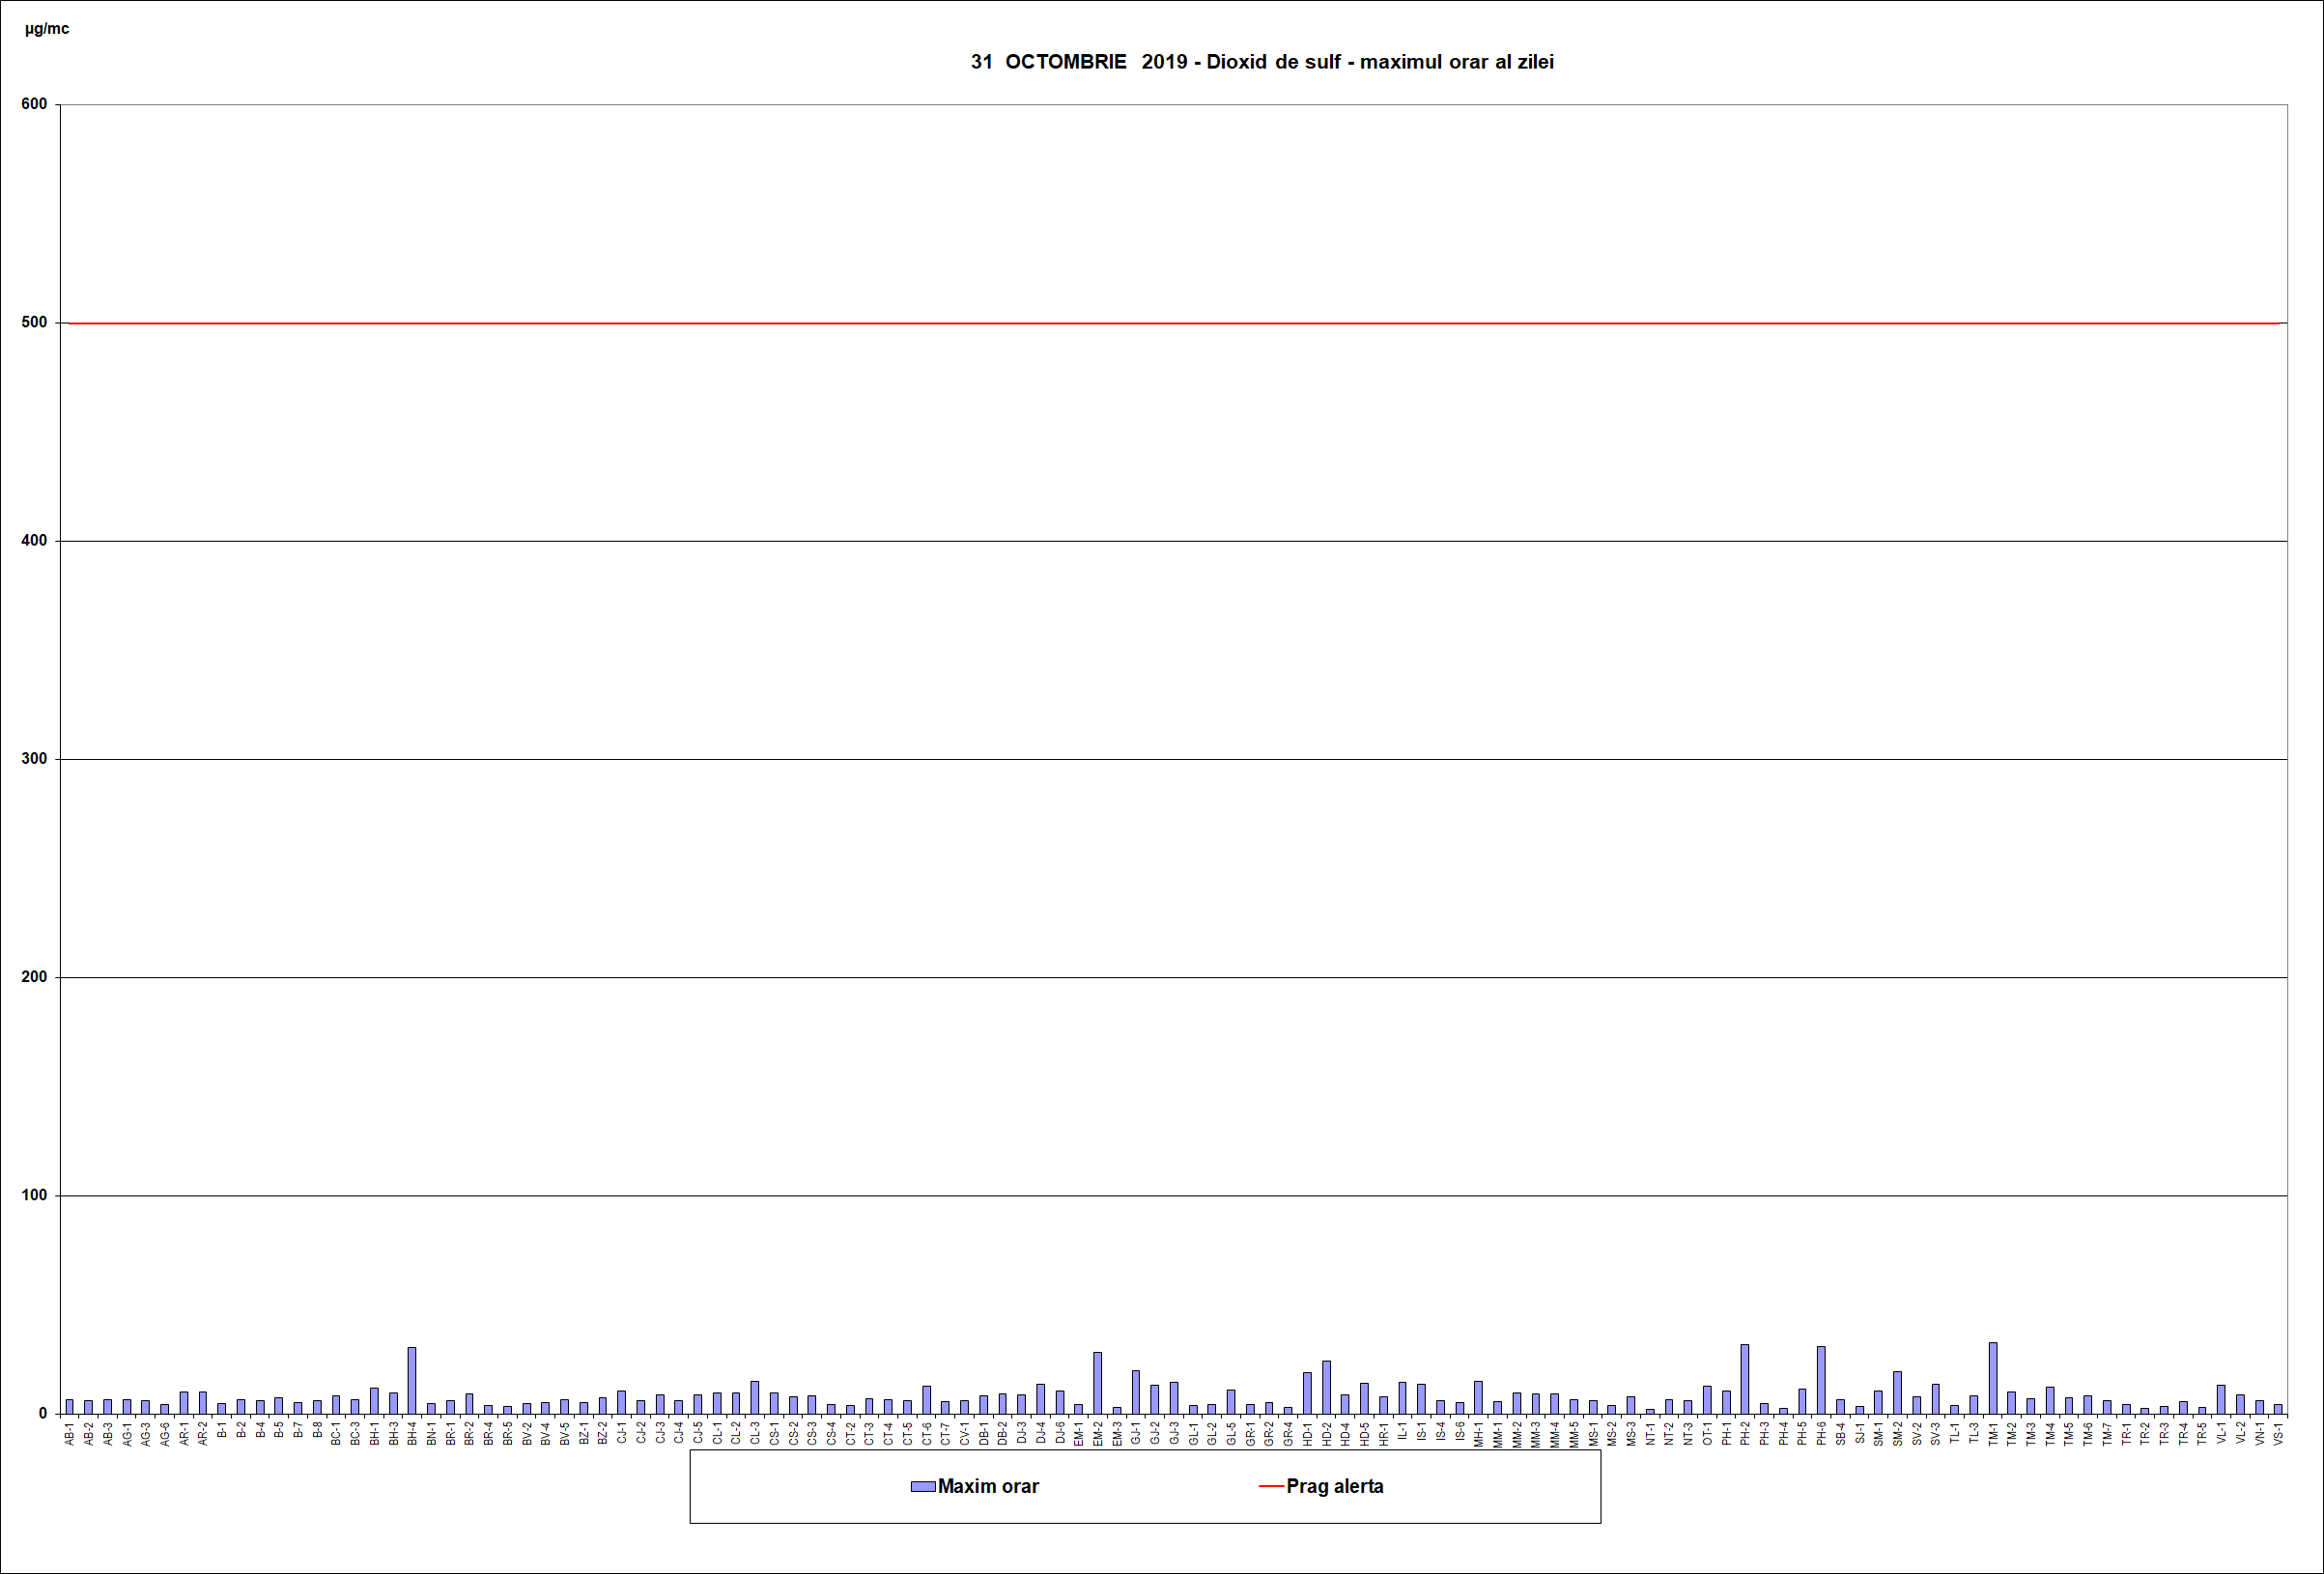 µg/mc
31 OCTOMBRIE 2019 - Dioxid de sulf - maximul orar al zilei
600
500
400
300
200
100
0
AB-1
AB-2
AB-3
AG-1
AG-3
AG-6
AR-1
AR-2
B-1
B-2
B-4
B-5
B-7
B-8
BC-1
BC-3
BH-1
BH-3
BH-4
BN-1
BR-1
BR-2
BR-4
BR-5
BV-2
BV-4
BV-5
BZ-1
BZ-2
CJ-1
CJ-2
CJ-3
CJ-4
CJ-5
CL-1
CL-2
CL-3
CS-1
CS-2
CS-3
CS-4
CT-2
CT-3
CT-4
CT-5
CT-6
CT-7
CV-1
DB-1
DB-2
DJ-3
DJ-4
DJ-6
EM-1
EM-2
EM-3
GJ-1
GJ-2
GJ-3
GL-1
GL-2
GL-5
GR-1
GR-2
GR-4
HD-1
HD-2
HD-4
HD-5
HR-1
IL-1
IS-1
IS-4
IS-6
MH-1
MM-1
MM-2
MM-3
MM-4
MM-5
MS-1
MS-2
MS-3
NT-1
NT-2
NT-3
OT-1
PH-1
PH-2
PH-3
PH-4
PH-5
PH-6
SB-4
SJ-1
SM-1
SM-2
SV-2
SV-3
TL-1
TL-3
TM-1
TM-2
TM-3
TM-4
TM-5
TM-6
TM-7
TR-1
TR-2
TR-3
TR-4
TR-5
VL-1
VL-2
VN-1
VS-1
Maxim orar
Prag alerta